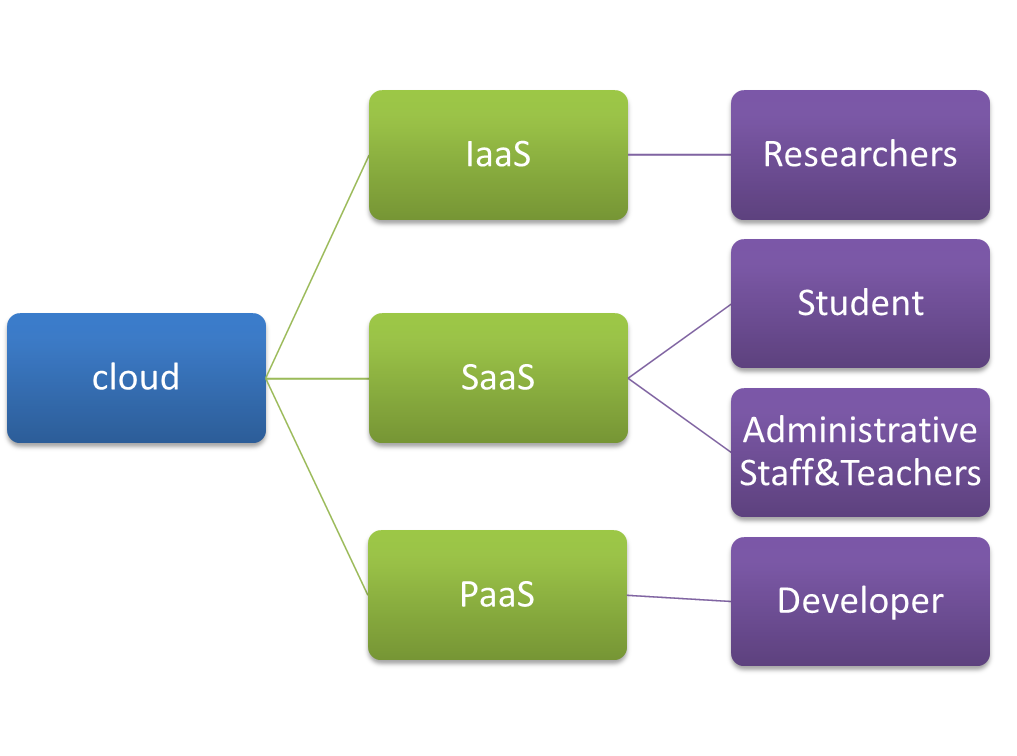 IaaS
Researchers
Student
cloud
SaaS
Administrative
Staff&Teachers
PaaS
Developer